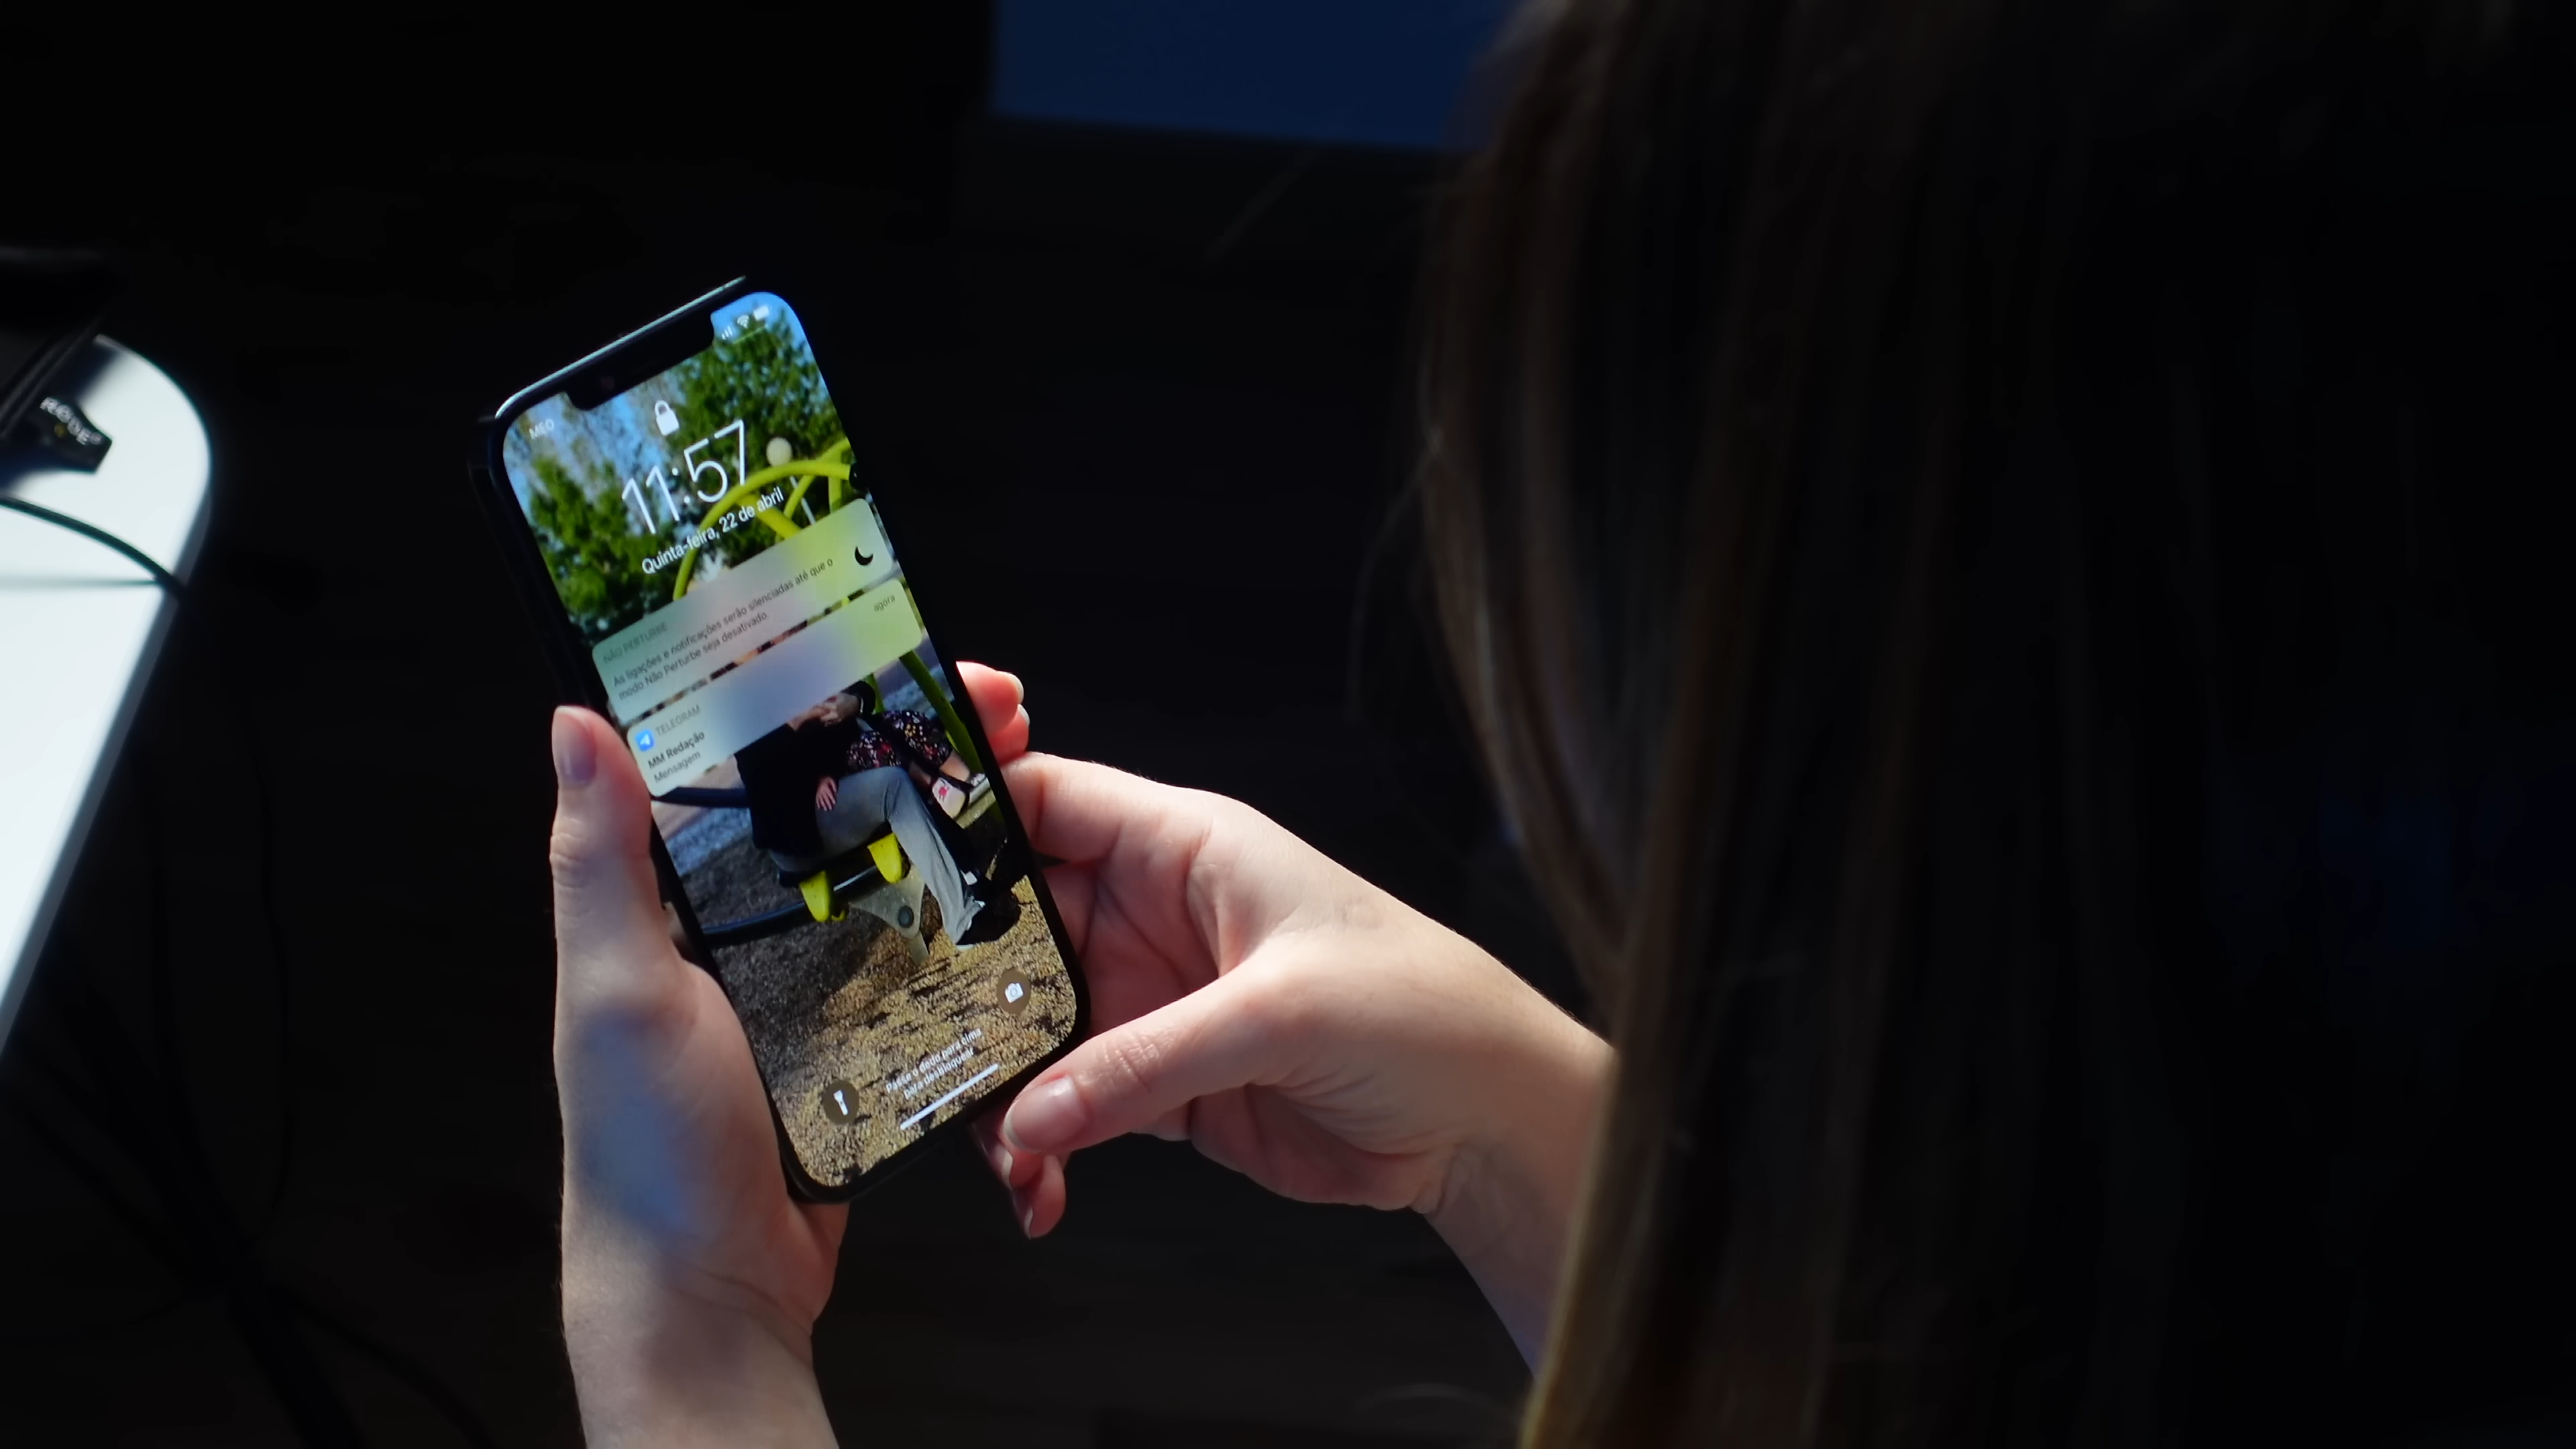 MEO
11:57
Quinta-feira, 22 de abril
NÃO PERTURBE
As ligações e notificações serão silenciadas até que o
modo Não Perturbe seja desativado.
TELEGRAM
agora
MM Redação
Mensagem
Passe o dedo para cima
para desbloquear
RØDE